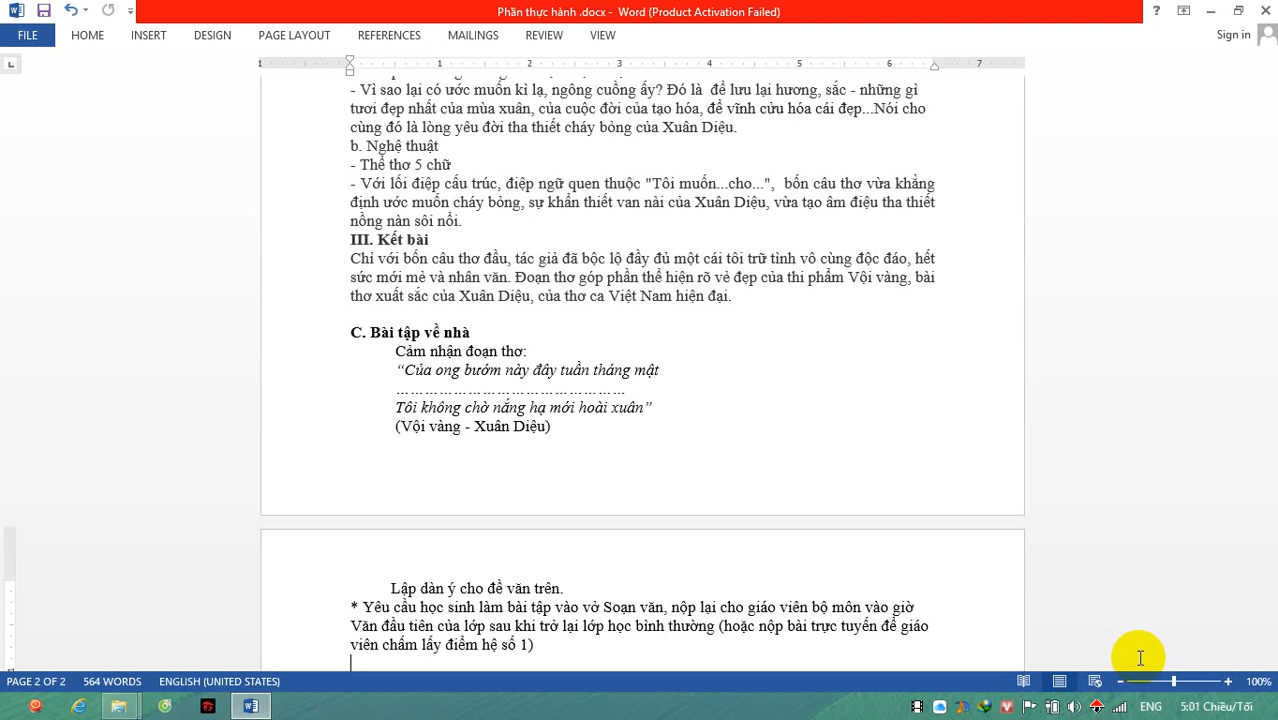 Phần thực hành .docx - Word (Product Activation Failed)
Sign in
FILE HOME INSERT DESIGN PAGE LAYOUT REFERENCES MAILINGS REVIEW VIEW
1 1 2 3 4 5 6 7
- Vì sao lại có ước muốn kì lạ, ngông cuồng ấy? Đó là để lưu lại hương, sắc - những gì
tươi đẹp nhất của mùa xuân, của cuộc đời của tạo hóa, để vĩnh cửu hóa cái đẹp...Nói cho
cùng đó là lòng yêu đời tha thiết cháy bỏng của Xuân Diệu.
b. Nghệ thuật
- Thể thơ 5 chữ
- Với lối điệp cấu trúc, điệp ngữ quen thuộc "Tôi muốn...cho...", bốn câu thơ vừa khẳng
định ước muốn cháy bỏng, sự khẩn thiết van nài của Xuân Diệu, vừa tạo âm điệu tha thiết
nồng nàn sôi nổi.
III. Kết bài
Chỉ với bốn câu thơ đầu, tác giả đã bộc lộ đầy đủ một cái tôi trữ tình vô cùng độc đáo, hết
sức mới mẻ và nhân văn. Đoạn thơ góp phần thể hiện rõ vẻ đẹp của thi phẩm Vội vàng, bài
thơ xuất sắc của Xuân Diệu, của thơ ca Việt Nam hiện đại.
C. Bài tập về nhà
Cảm nhận đoạn thơ:
“Của ong bướm này đây tuần tháng mật
……………………………………………
Tôi không chờ nắng hạ mới hoài xuân”
(Vội vàng - Xuân Diệu)
Lập dàn ý cho đề văn trên.
* Yêu cầu học sinh làm bài tập vào vở Soạn văn, nộp lại cho giáo viên bộ môn vào giờ
Văn đầu tiên của lớp sau khi trở lại lớp học bình thường (hoặc nộp bài trực tuyến để giáo
viên chấm lấy điểm hệ số 1)
PAGE 2 OF 2 564 WORDS ENGLISH (UNITED STATES) 100%
ENG 5:01 Chiều/Tối